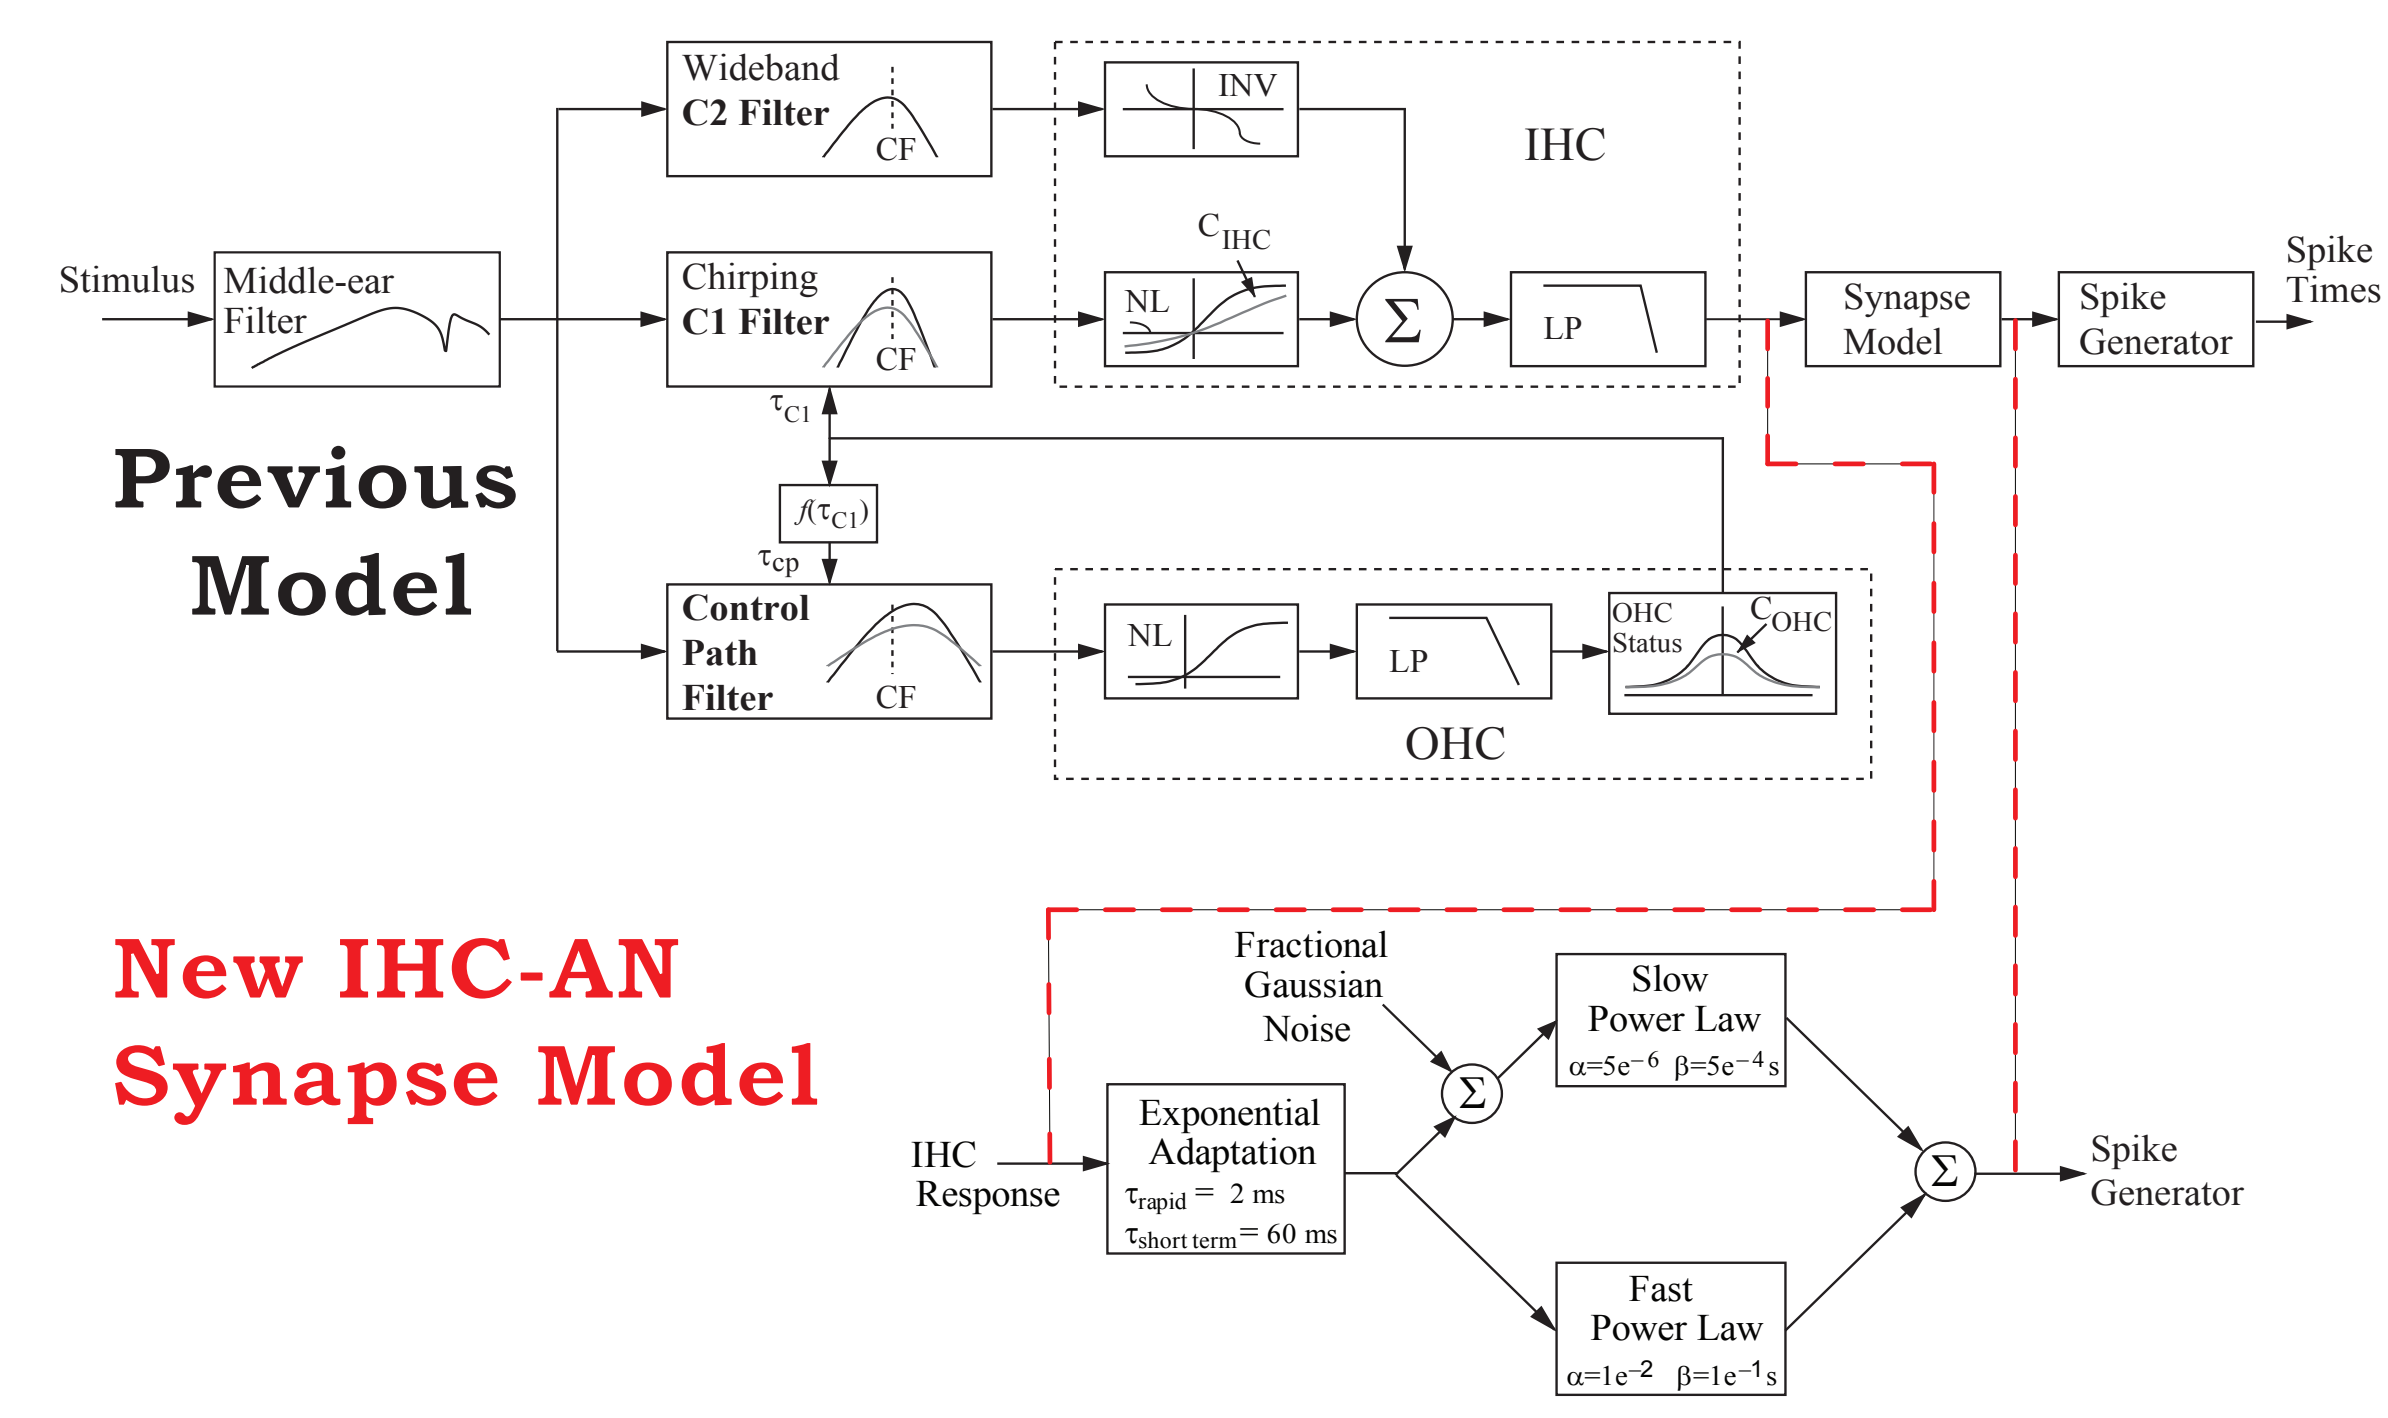 Wideband
C2 Filter
CF
INV
IHC
Stimulus
Middle-ear
Filter
Chirping
C1 Filter
CF
C_IHC
NL
Σ
LP
Synapse
Model
Spike
Generator
Spike
Times
τ_C1
f(τ_C1)
τ_cp
Previous
Model
Control
Path
Filter
CF
NL
LP
OHC
Status
C_OHC
OHC
New IHC-AN
Synapse Model
Fractional
Gaussian
Noise
Σ
Slow
Power Law
α=5e⁻⁶ β=5e⁻⁴s
IHC
Response
Exponential
Adaptation
τ_rapid = 2 ms
τ_short term = 60 ms
Σ
Spike
Generator
Fast
Power Law
α=1e⁻² β=1e⁻¹s